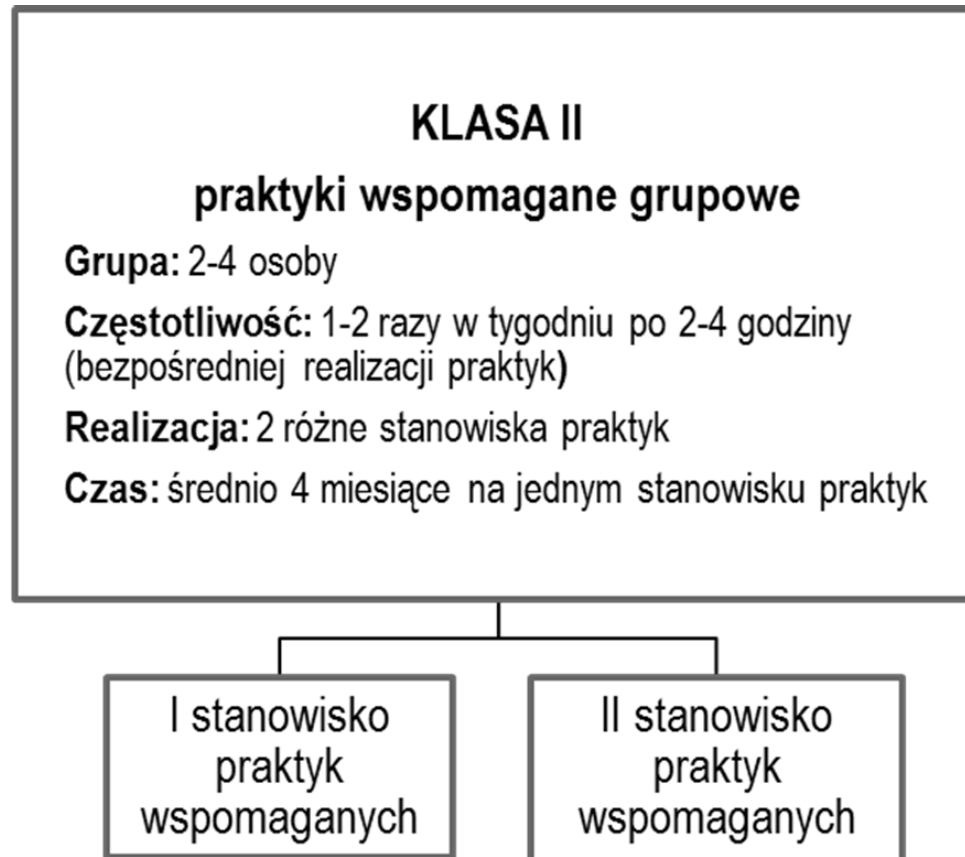 KLASA II
praktyki wspomagane grupowe
Grupa: 2-4 osoby
Częstotliwość: 1-2 razy w tygodniu po 2-4 godziny
(bezpośredniej realizacji praktyk)
Realizacja: 2 różne stanowiska praktyk
Czas: średnio 4 miesiące na jednym stanowisku praktyk
I stanowisko
praktyk
wspomaganych
II stanowisko
praktyk
wspomaganych